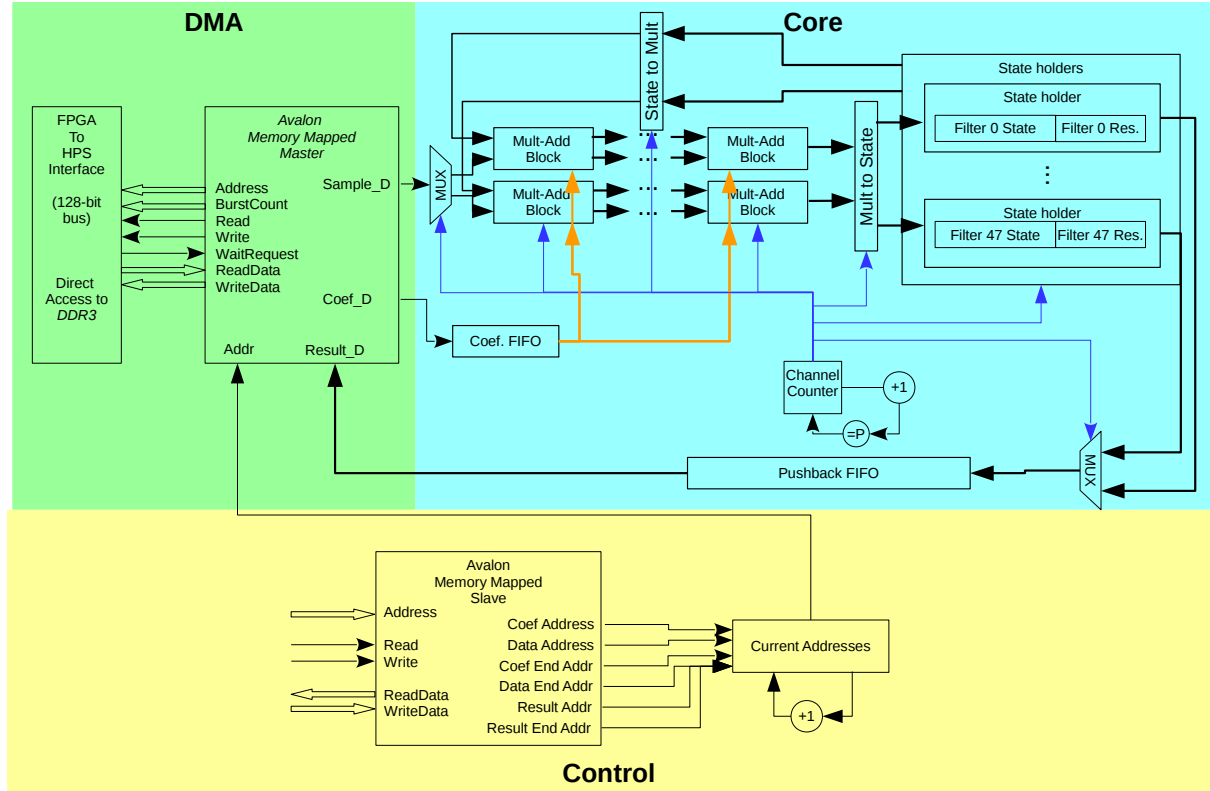 DMA
Core
FPGA
To
HPS
Interface
(128-bit
bus)
Direct
Access to
DDR3
Avalon
Memory Mapped
Master
Sample_D
Address
BurstCount
Read
Write
WaitRequest
ReadData
WriteData
Coef_D
Addr
Result_D
State to Mult
MUX
Mult-Add
Block
...
...
Mult-Add
Block
Mult-Add
Block
...
...
Mult-Add
Block
Mult to State
State holders
State holder
Filter 0 State
Filter 0 Res.
...
State holder
Filter 47 State
Filter 47 Res.
Coef. FIFO
Channel
Counter
+1
=P
MUX
Pushback FIFO
Avalon
Memory Mapped
Slave
Address
Read
Write
ReadData
WriteData
Coef Address
Data Address
Coef End Addr
Data End Addr
Result Addr
Result End Addr
Current Addresses
+1
Control